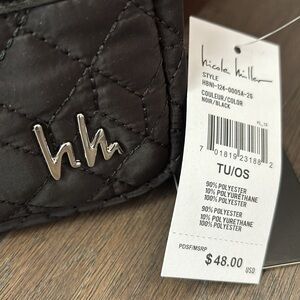 nicole miller
STYLE
HBNI-124-0005A-26
COULEUR/COLOR
NOIR/BLACK
7 01819 23188 2
TU/OS
90% POLYESTER
10% POLYURETHANE
100% POLYESTER
90% POLYESTER
10% POLYURETHANE
100% POLYESTER
PDSF/MSRP
$48.00 USD
hm